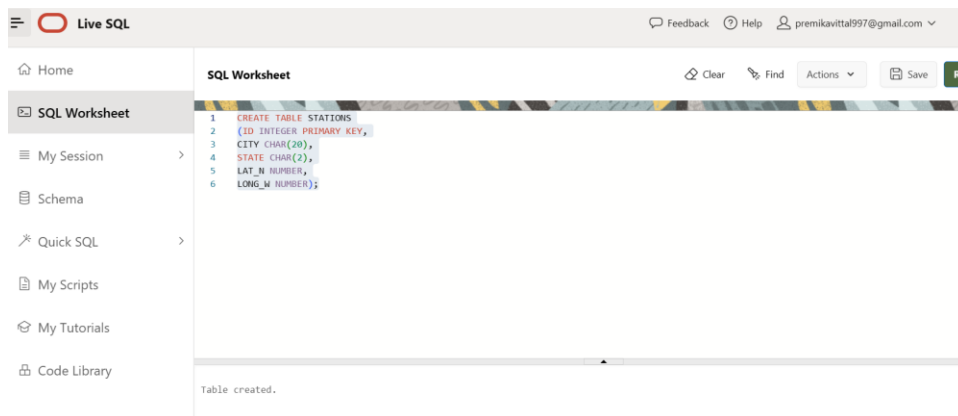 Live SQL
Feedback
Help
premikavittal997@gmail.com
Home
SQL Worksheet
My Session
Schema
Quick SQL
My Scripts
My Tutorials
Code Library
SQL Worksheet
Clear
Find
Actions
Save
1 CREATE TABLE STATIONS
2 (ID INTEGER PRIMARY KEY,
3 CITY CHAR(20),
4 STATE CHAR(2),
5 LAT_N NUMBER,
6 LONG_W NUMBER);
Table created.